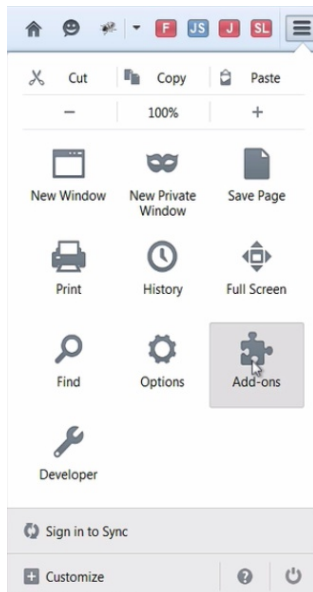 F JS J SL
Cut Copy Paste
− 100% +
New Window New Private Window Save Page
Print History Full Screen
Find Options Add-ons
Developer
Sign in to Sync
Customize ?